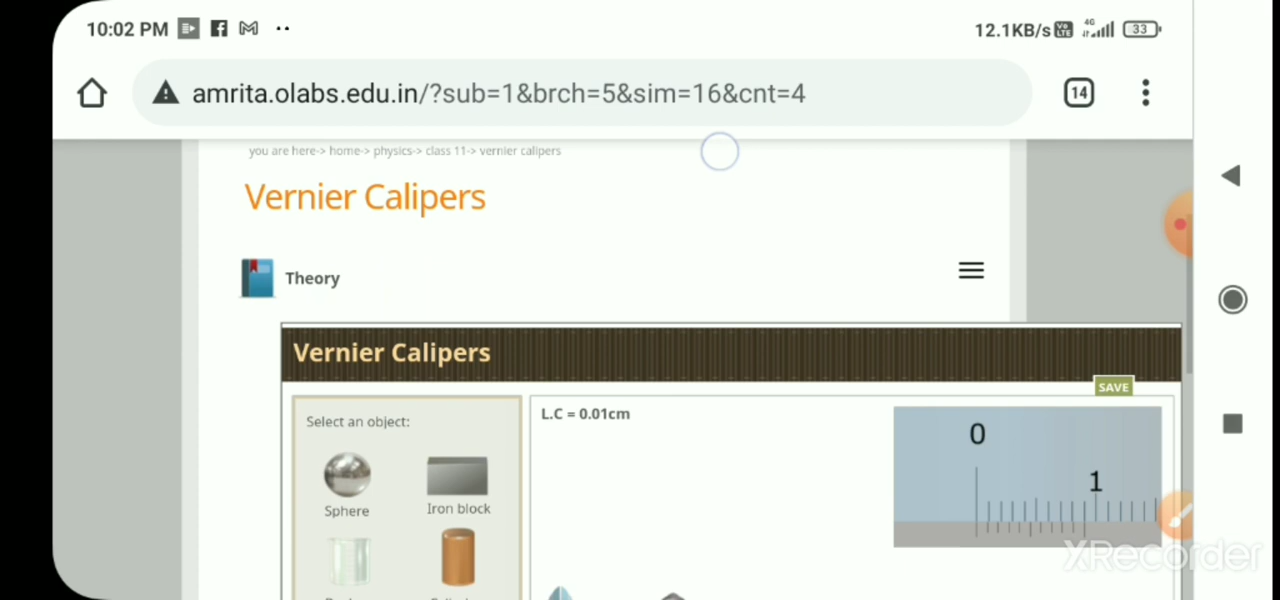 10:02 PM
12.1KB/s
4G
33
amrita.olabs.edu.in/?sub=1&brch=5&sim=16&cnt=4
14
you are here-> home-> physics-> class 11-> vernier calipers
Vernier Calipers
Theory
Vernier Calipers
SAVE
Select an object:
L.C = 0.01cm
0
1
Sphere
Iron block
XRecorder